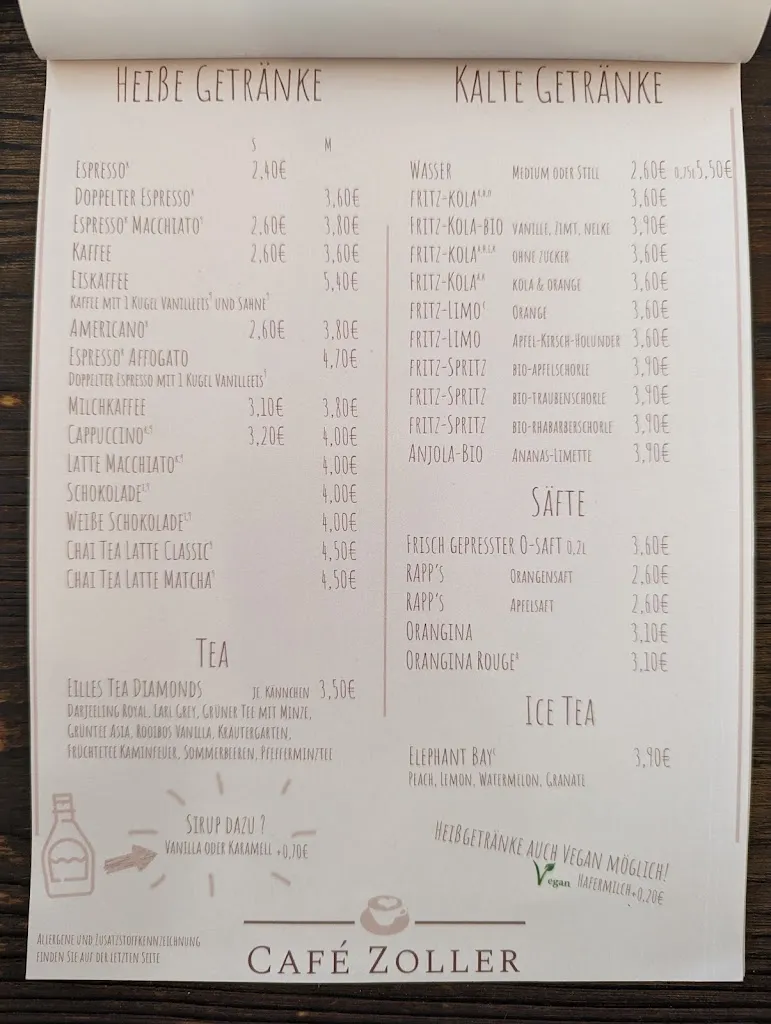 HEIßE GETRÄNKE
S M
ESPRESSO 2,40€
DOPPELTER ESPRESSO 3,60€
ESPRESSO MACCHIATO 2,60€ 3,80€
KAFFEE 2,60€ 3,60€
EISKAFFEE 5,40€
KAFFEE MIT 1 KUGEL VANILLEEIS UND SAHNE
AMERICANO 2,60€ 3,80€
ESPRESSO AFFOGATO 4,70€
DOPPELTER ESPRESSO MIT 1 KUGEL VANILLEEIS
MILCHKAFFEE 3,10€ 3,80€
CAPPUCCINO 3,20€ 4,00€
LATTE MACCHIATO 4,00€
SCHOKOLADE 4,00€
WEIßE SCHOKOLADE 4,00€
CHAI TEA LATTE CLASSIC 4,50€
CHAI TEA LATTE MATCHA 4,50€
TEA
EILLES TEA DIAMONDS JE KÄNNCHEN 3,50€
DARJEELING ROYAL, EARL GREY, GRÜNER TEE MIT MINZE,
GRÜNTEE ASIA, ROOIBOS VANILLA, KRÄUTERGARTEN,
FRÜCHTETEE KAMINFEUER, SOMMERBEEREN, PFEFFERMINZTEE
SIRUP DAZU ?
VANILLA ODER KARAMELL +0,70€
ALLERGENE UND ZUSATZSTOFFKENNZEICHNUNG
FINDEN SIE AUF DER LETZTEN SEITE
KALTE GETRÄNKE
WASSER MEDIUM ODER STILL 2,60€ 0,75L 5,50€
FRITZ-KOLA 3,60€
FRITZ-KOLA-BIO VANILLE, ZIMT, NELKE 3,90€
FRITZ-KOLA OHNE ZUCKER 3,60€
FRITZ-KOLA KOLA & ORANGE 3,60€
FRITZ-LIMO ORANGE 3,60€
FRITZ-LIMO APFEL-KIRSCH-HOLUNDER 3,60€
FRITZ-SPRITZ BIO-APFELSCHORLE 3,90€
FRITZ-SPRITZ BIO-TRAUBENSCHORLE 3,90€
FRITZ-SPRITZ BIO-RHABARBERSCHORLE 3,90€
ANJOLA-BIO ANANAS-LIMETTE 3,90€
SÄFTE
FRISCH GEPRESSTER O-SAFT 0,2L 3,60€
RAPP'S ORANGENSAFT 2,60€
RAPP'S APFELSAFT 2,60€
ORANGINA 3,10€
ORANGINA ROUGE 3,10€
ICE TEA
ELEPHANT BAY 3,90€
PEACH, LEMON, WATERMELON, GRANATE
HEIßGETRÄNKE AUCH VEGAN MÖGLICH!
Vegan HAFERMILCH +0,20€
CAFÉ ZOLLER